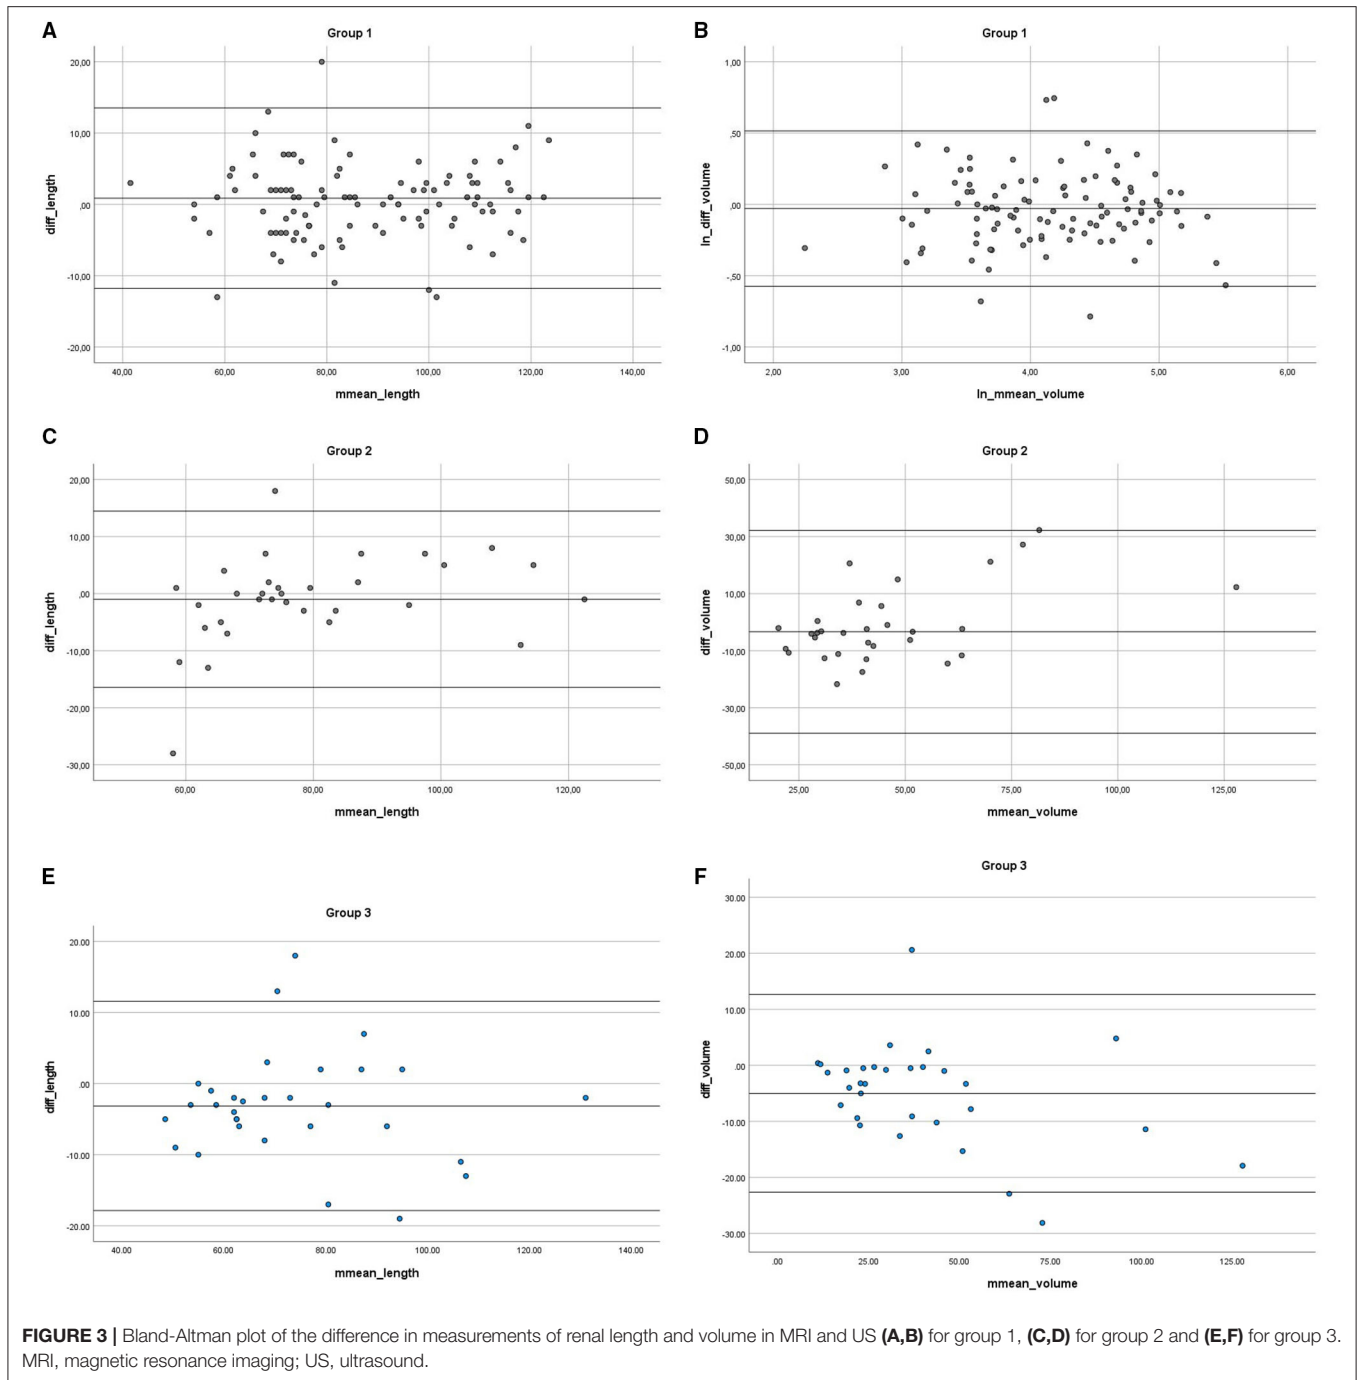 A
Group 1
diff_length
20,00
10,00
,00
-10,00
-20,00
40,00 60,00 80,00 100,00 120,00 140,00
mmean_length
B
Group 1
ln_diff_volume
1,00
,50
,00
-,50
-1,00
2,00 3,00 4,00 5,00 6,00
ln_mmean_volume
C
Group 2
diff_length
20,00
10,00
,00
-10,00
-20,00
-30,00
60,00 80,00 100,00 120,00
mmean_length
D
Group 2
diff_volume
50,00
30,00
10,00
-10,00
-30,00
-50,00
25,00 50,00 75,00 100,00 125,00
mmean_volume
E
Group 3
diff_length
20.00
10.00
.00
-10.00
-20.00
40.00 60.00 80.00 100.00 120.00 140.00
mmean_length
F
Group 3
diff_volume
30.00
20.00
10.00
.00
-10.00
-20.00
-30.00
.00 25.00 50.00 75.00 100.00 125.00
mmean_volume
FIGURE 3 | Bland-Altman plot of the difference in measurements of renal length and volume in MRI and US (A,B) for group 1, (C,D) for group 2 and (E,F) for group 3.
MRI, magnetic resonance imaging; US, ultrasound.